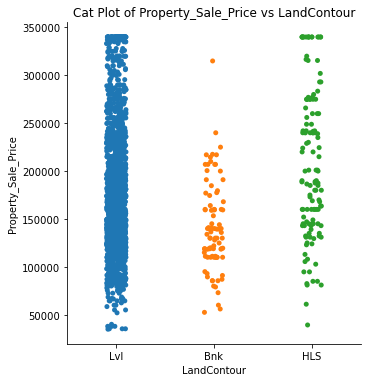 Cat Plot of Property_Sale_Price vs LandContour
350000
300000
250000
200000
150000
100000
50000
Property_Sale_Price
Lvl Bnk HLS
LandContour